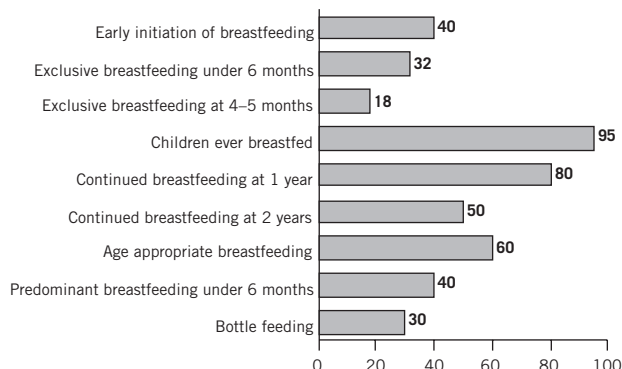 Early initiation of breastfeeding 40
Exclusive breastfeeding under 6 months 32
Exclusive breastfeeding at 4–5 months 18
Children ever breastfed 95
Continued breastfeeding at 1 year 80
Continued breastfeeding at 2 years 50
Age appropriate breastfeeding 60
Predominant breastfeeding under 6 months 40
Bottle feeding 30
0 20 40 60 80 100